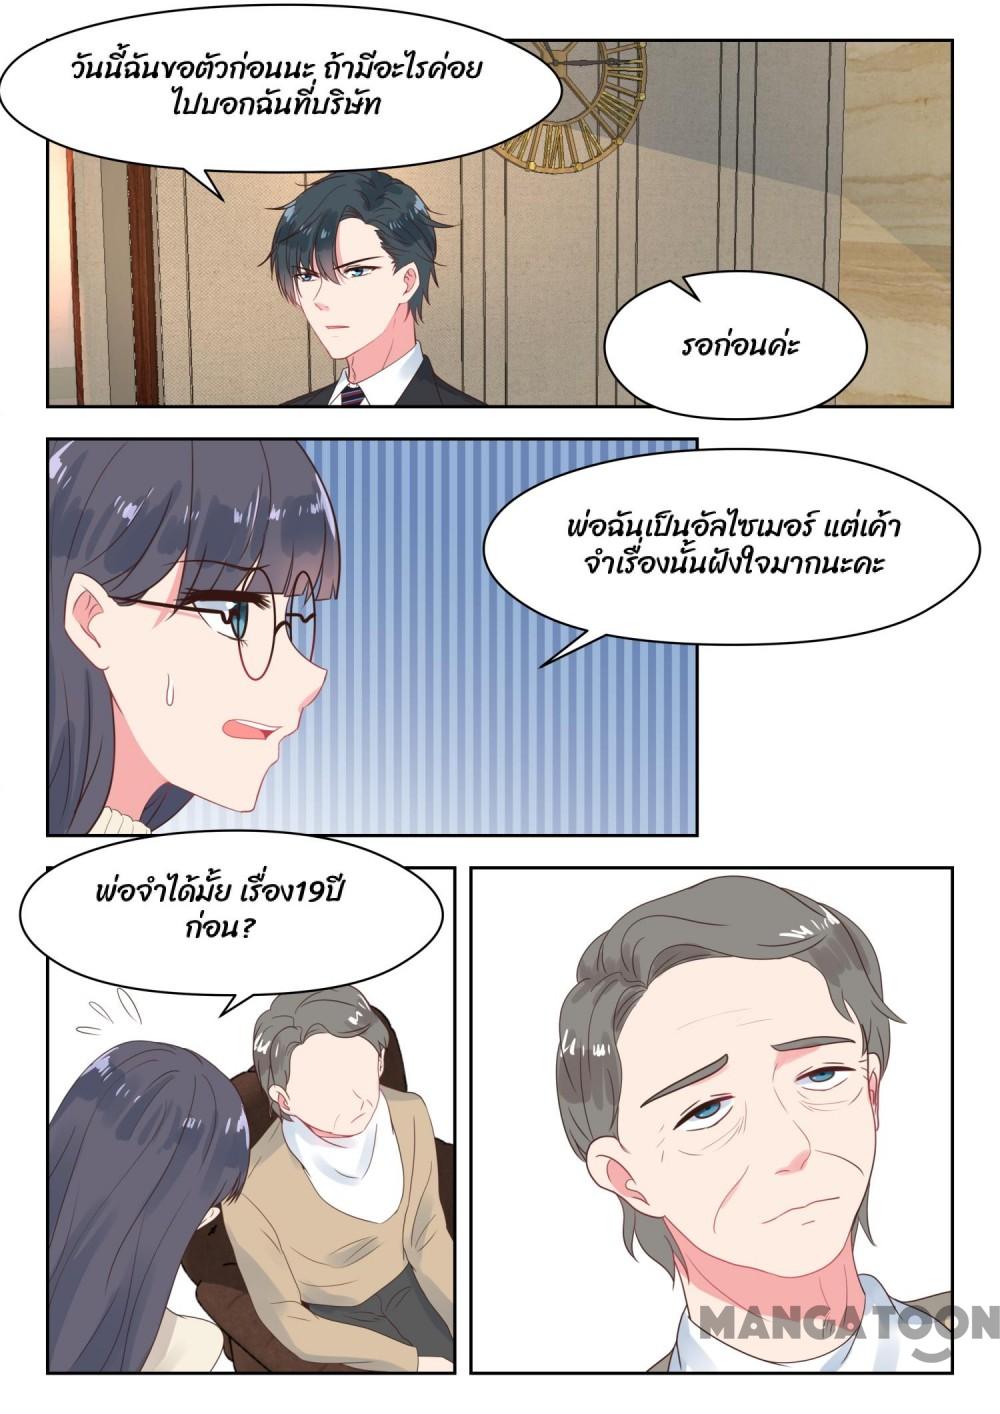 วันนี้ฉันขอตัวก่อนนะ ถ้ามีอะไรค่อย
ไปบอกฉันที่บริษัท
รอก่อนค่ะ
พ่อฉันเป็นอัลไซเมอร์ แต่เค้า
จำเรื่องนั้นฝังใจมากนะคะ
พ่อจำได้มั้ย เรื่อง19ปี
ก่อน?
MANGATOON